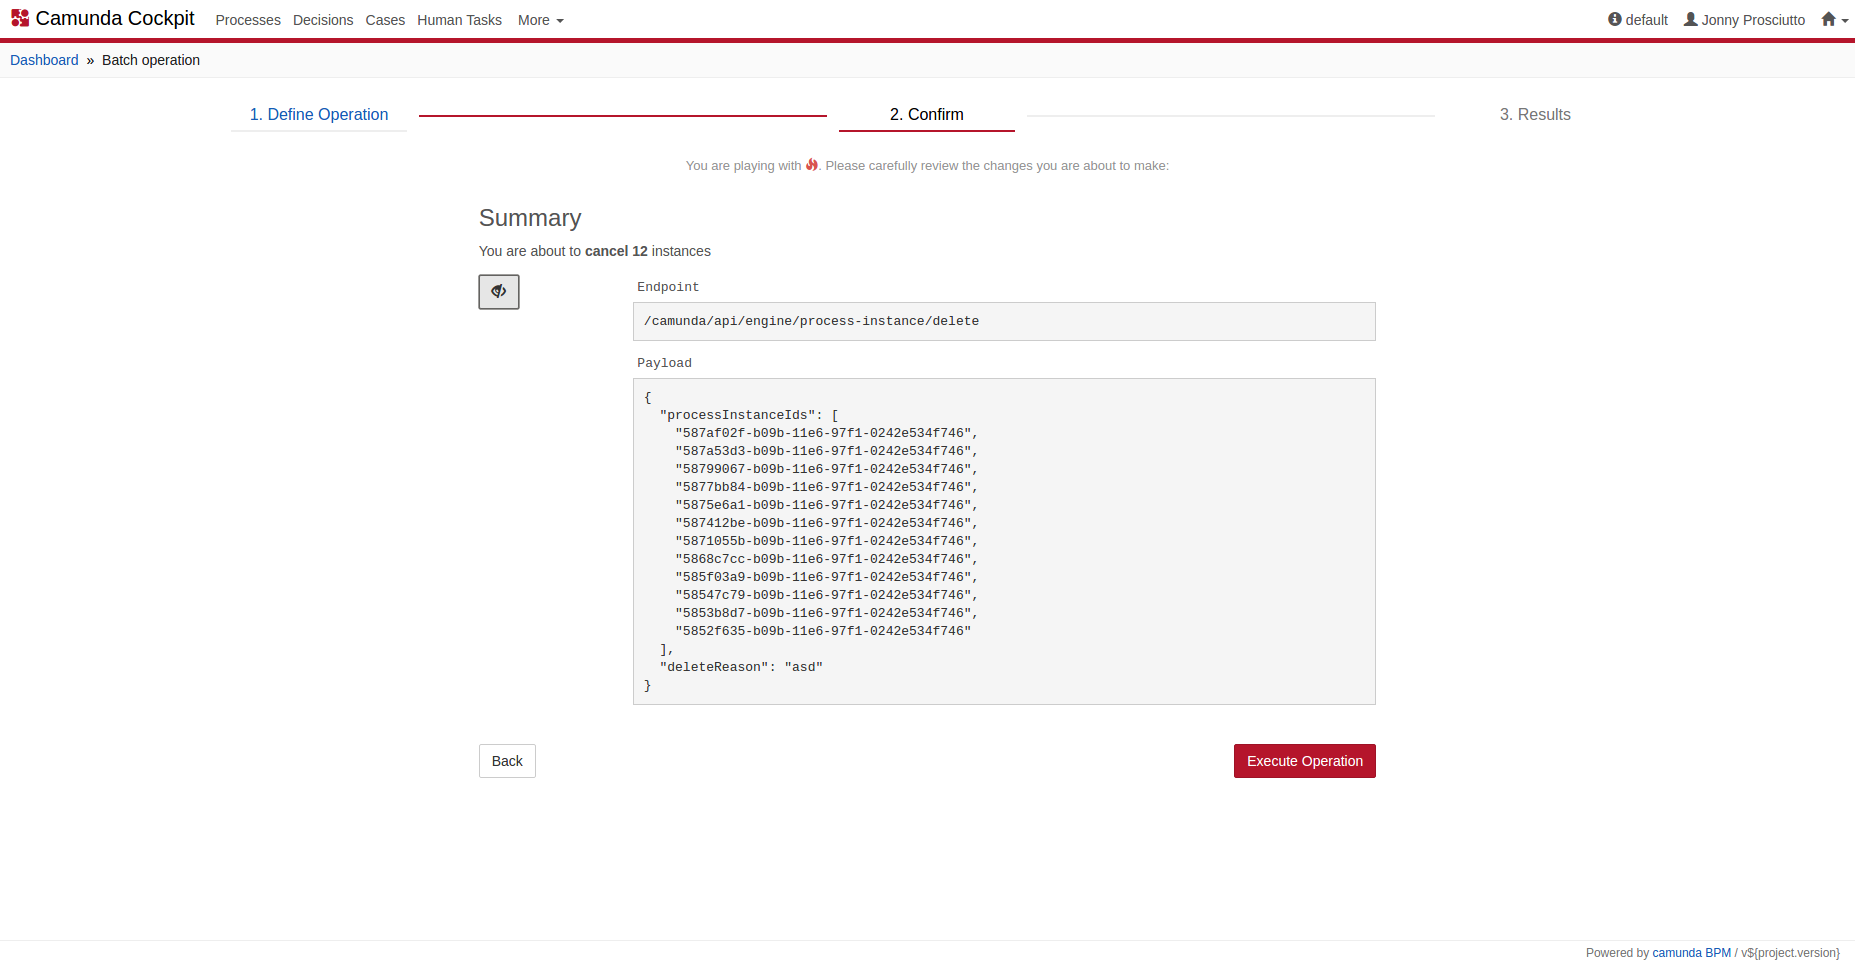 Camunda Cockpit Processes Decisions Cases Human Tasks More default Jonny Prosciutto
Dashboard » Batch operation
1. Define Operation 2. Confirm 3. Results
You are playing with . Please carefully review the changes you are about to make:
Summary
You are about to cancel 12 instances
Endpoint
/camunda/api/engine/process-instance/delete
Payload
{
"processInstanceIds": [
"587af02f-b09b-11e6-97f1-0242e534f746",
"587a53d3-b09b-11e6-97f1-0242e534f746",
"58799067-b09b-11e6-97f1-0242e534f746",
"5877bb84-b09b-11e6-97f1-0242e534f746",
"5875e6a1-b09b-11e6-97f1-0242e534f746",
"587412be-b09b-11e6-97f1-0242e534f746",
"5871055b-b09b-11e6-97f1-0242e534f746",
"5868c7cc-b09b-11e6-97f1-0242e534f746",
"585f03a9-b09b-11e6-97f1-0242e534f746",
"58547c79-b09b-11e6-97f1-0242e534f746",
"5853b8d7-b09b-11e6-97f1-0242e534f746",
"5852f635-b09b-11e6-97f1-0242e534f746"
],
"deleteReason": "asd"
}
Back Execute Operation
Powered by camunda BPM / v${project.version}